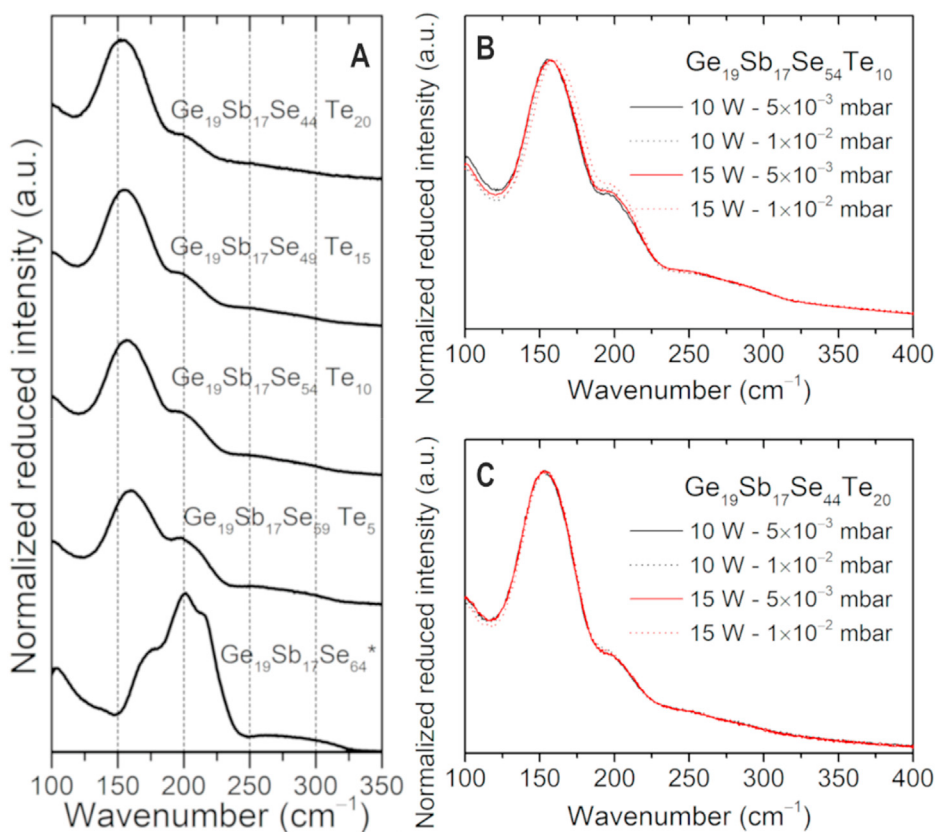 A
Ge₁₉Sb₁₇Se₄₄ Te₂₀
Ge₁₉Sb₁₇Se₄₉ Te₁₅
Ge₁₉Sb₁₇Se₅₄ Te₁₀
Ge₁₉Sb₁₇Se₅₉ Te₅
Ge₁₉Sb₁₇Se₆₄*
Normalized reduced intensity (a.u.)
50 100 150 200 250 300 350
Wavenumber (cm⁻¹)
B
Ge₁₉Sb₁₇Se₅₄Te₁₀
10 W - 5×10⁻³ mbar
10 W - 1×10⁻² mbar
15 W - 5×10⁻³ mbar
15 W - 1×10⁻² mbar
Normalized reduced intensity (a.u.)
100 150 200 250 300 350 400
Wavenumber (cm⁻¹)
C
Ge₁₉Sb₁₇Se₄₄Te₂₀
10 W - 5×10⁻³ mbar
10 W - 1×10⁻² mbar
15 W - 5×10⁻³ mbar
15 W - 1×10⁻² mbar
Normalized reduced intensity (a.u.)
100 150 200 250 300 350 400
Wavenumber (cm⁻¹)